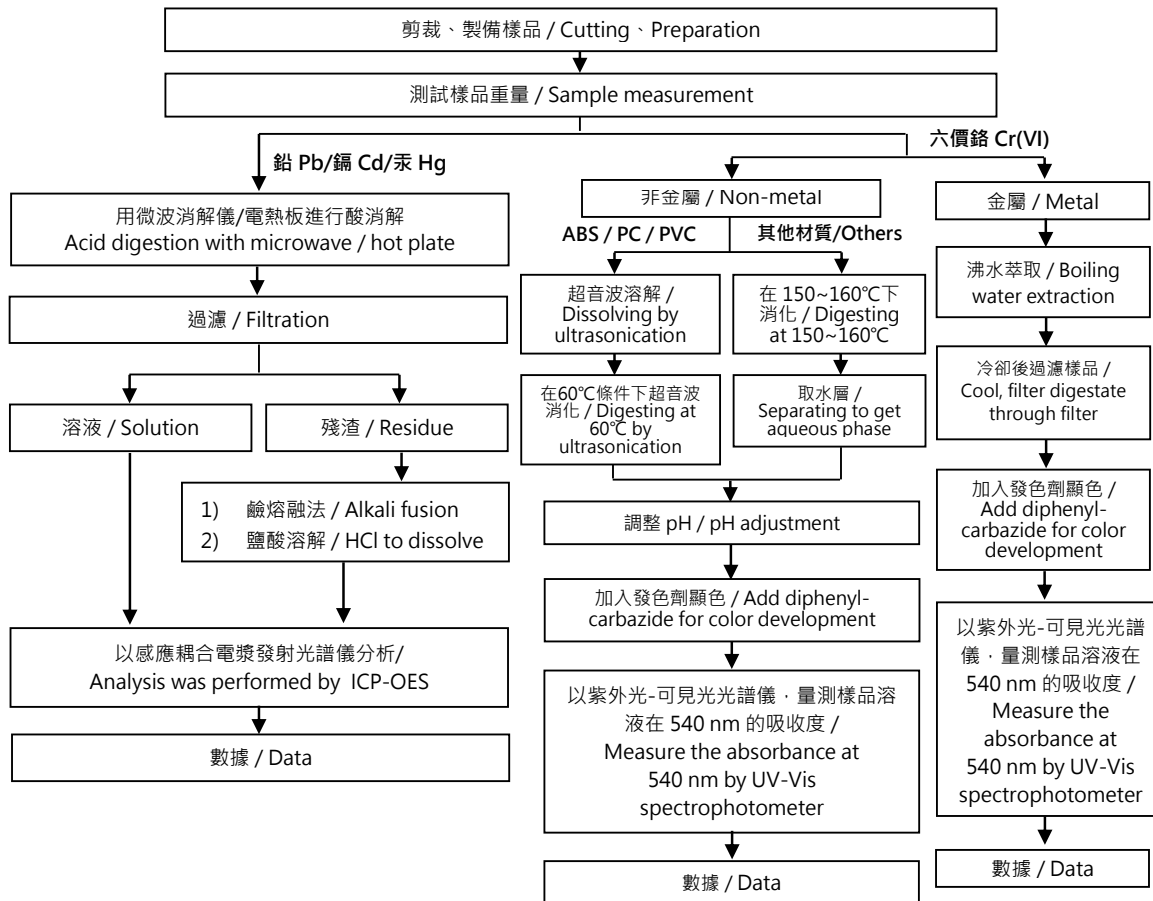 剪裁、製備樣品 / Cutting、Preparation
測試樣品重量 / Sample measurement
鉛 Pb/鎘 Cd/汞 Hg
用微波消解儀/電熱板進行酸消解
Acid digestion with microwave / hot plate
過濾 / Filtration
溶液 / Solution
殘渣 / Residue
1) 鹼熔融法 / Alkali fusion
2) 鹽酸溶解 / HCl to dissolve
以感應耦合電漿發射光譜儀分析/
Analysis was performed by ICP-OES
數據 / Data
六價鉻 Cr(VI)
非金屬 / Non-metal
ABS / PC / PVC
其他材質/Others
超音波溶解 /
Dissolving by
ultrasonication
在60℃條件下超音波
消化 / Digesting at
60℃ by
ultrasonication
在 150~160℃下
消化 / Digesting
at 150~160℃
取水層 /
Separating to get
aqueous phase
調整 pH / pH adjustment
加入發色劑顯色 / Add diphenyl-
carbazide for color development
以紫外光-可見光光譜儀，量測樣品溶
液在 540 nm 的吸收度 /
Measure the absorbance at
540 nm by UV-Vis
spectrophotometer
數據 / Data
金屬 / Metal
沸水萃取 / Boiling
water extraction
冷卻後過濾樣品 /
Cool, filter digestate
through filter
加入發色劑顯色 /
Add diphenyl-
carbazide for color
development
以紫外光-可見光光譜
儀，量測樣品溶液在
540 nm 的吸收度 /
Measure the
absorbance at
540 nm by UV-Vis
spectrophotometer
數據 / Data